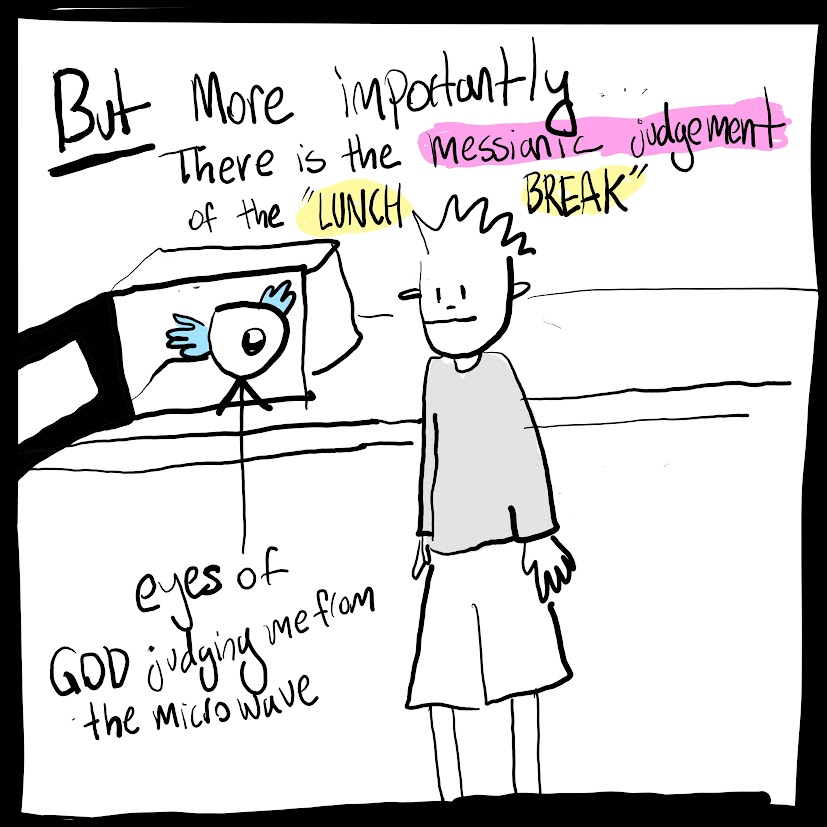 But More importantly....
There is the messianic judgement
of the "LUNCH BREAK"
eyes of
GOD judging me from
the microwave